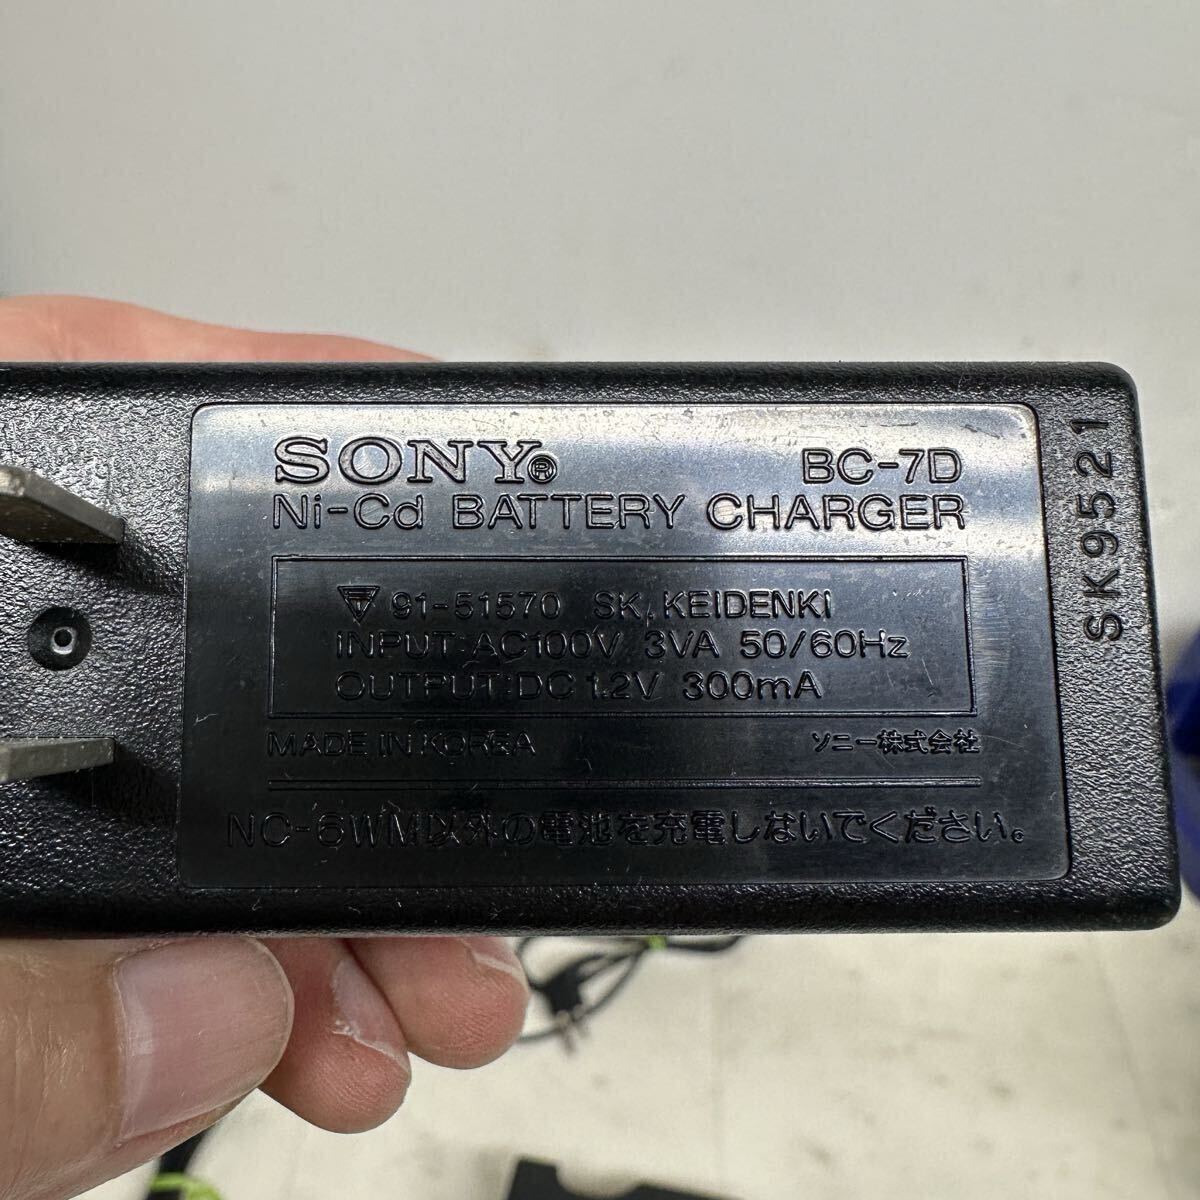 SONY® BC-7D
Ni-Cd BATTERY CHARGER
91-51570 SK. KEIDENKI
INPUT:AC100V 3VA 50/60Hz
OUTPUT:DC 1.2V 300mA
MADE IN KOREA ソニー株式会社
NC-6WM以外の電池を充電しないでください。
SK9521